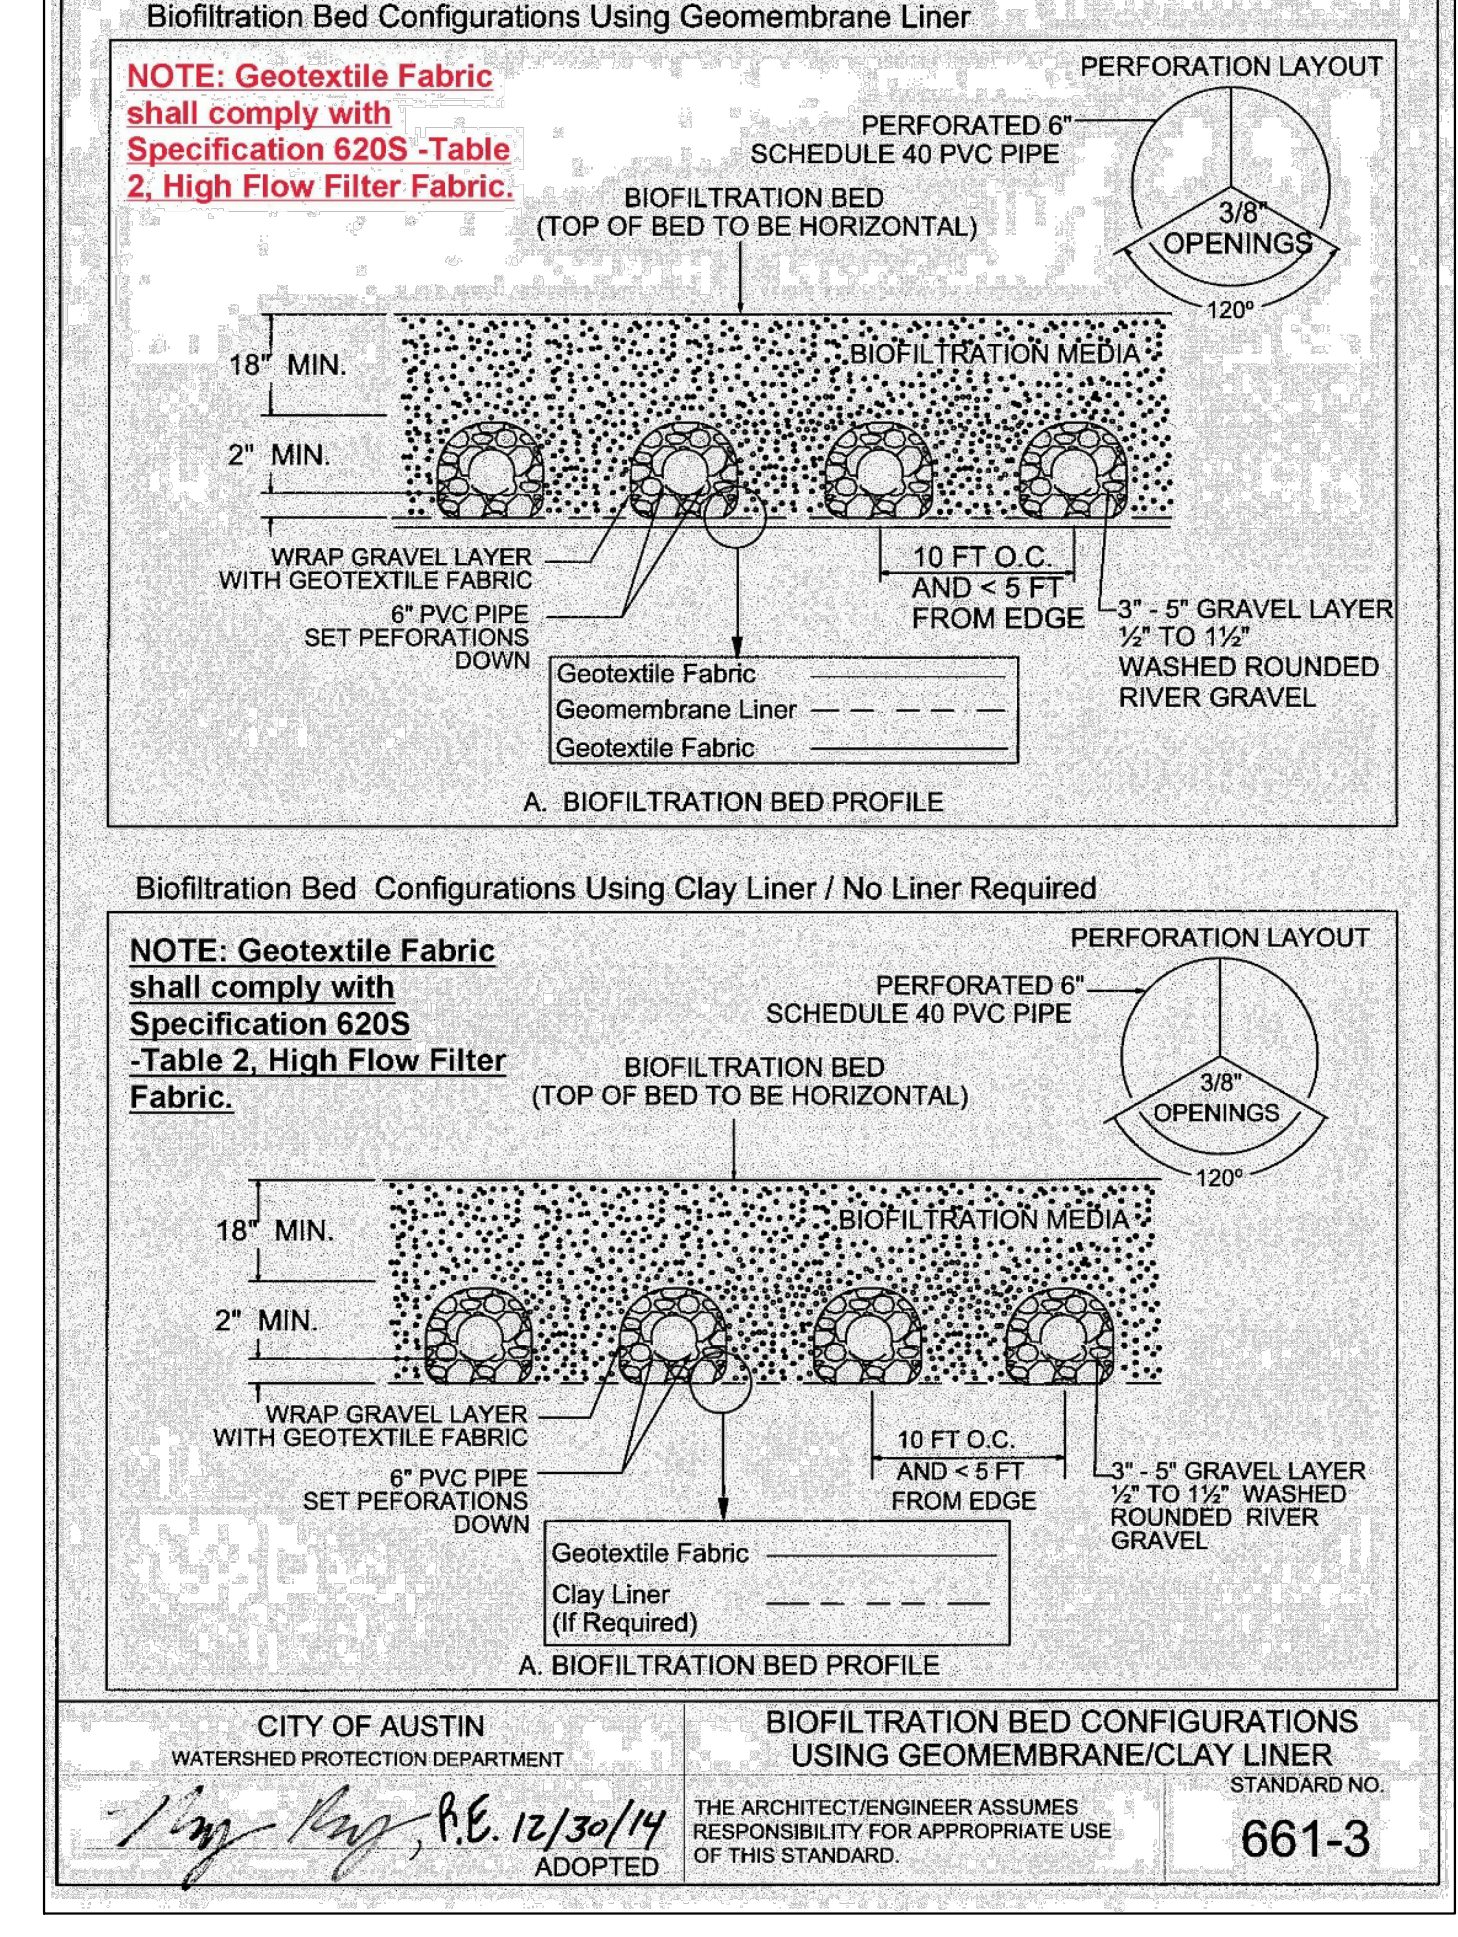 Biofiltration Bed Configurations Using Geomembrane Liner
NOTE: Geotextile Fabric
shall comply with
Specification 620S -Table
2, High Flow Filter Fabric.
PERFORATION LAYOUT
PERFORATED 6"
SCHEDULE 40 PVC PIPE
3/8"
OPENINGS
120º
BIOFILTRATION BED
(TOP OF BED TO BE HORIZONTAL)
18" MIN.
BIOFILTRATION MEDIA
2" MIN.
WRAP GRAVEL LAYER
WITH GEOTEXTILE FABRIC
6" PVC PIPE
SET PEFORATIONS
DOWN
10 FT O.C.
AND < 5 FT
FROM EDGE
3" - 5" GRAVEL LAYER
½" TO 1½"
WASHED ROUNDED
RIVER GRAVEL
Geotextile Fabric
Geomembrane Liner
Geotextile Fabric
A. BIOFILTRATION BED PROFILE
Biofiltration Bed Configurations Using Clay Liner / No Liner Required
NOTE: Geotextile Fabric
shall comply with
Specification 620S
-Table 2, High Flow Filter
Fabric.
PERFORATION LAYOUT
PERFORATED 6"
SCHEDULE 40 PVC PIPE
3/8"
OPENINGS
120º
BIOFILTRATION BED
(TOP OF BED TO BE HORIZONTAL)
18" MIN.
BIOFILTRATION MEDIA
2" MIN.
WRAP GRAVEL LAYER
WITH GEOTEXTILE FABRIC
6" PVC PIPE
SET PEFORATIONS
DOWN
10 FT O.C.
AND < 5 FT
FROM EDGE
3" - 5" GRAVEL LAYER
½" TO 1½" WASHED
ROUNDED RIVER
GRAVEL
Geotextile Fabric
Clay Liner
(If Required)
A. BIOFILTRATION BED PROFILE
CITY OF AUSTIN
WATERSHED PROTECTION DEPARTMENT
, P.E. 12/30/14
ADOPTED
BIOFILTRATION BED CONFIGURATIONS
USING GEOMEMBRANE/CLAY LINER
THE ARCHITECT/ENGINEER ASSUMES
RESPONSIBILITY FOR APPROPRIATE USE
OF THIS STANDARD.
STANDARD NO.
661-3